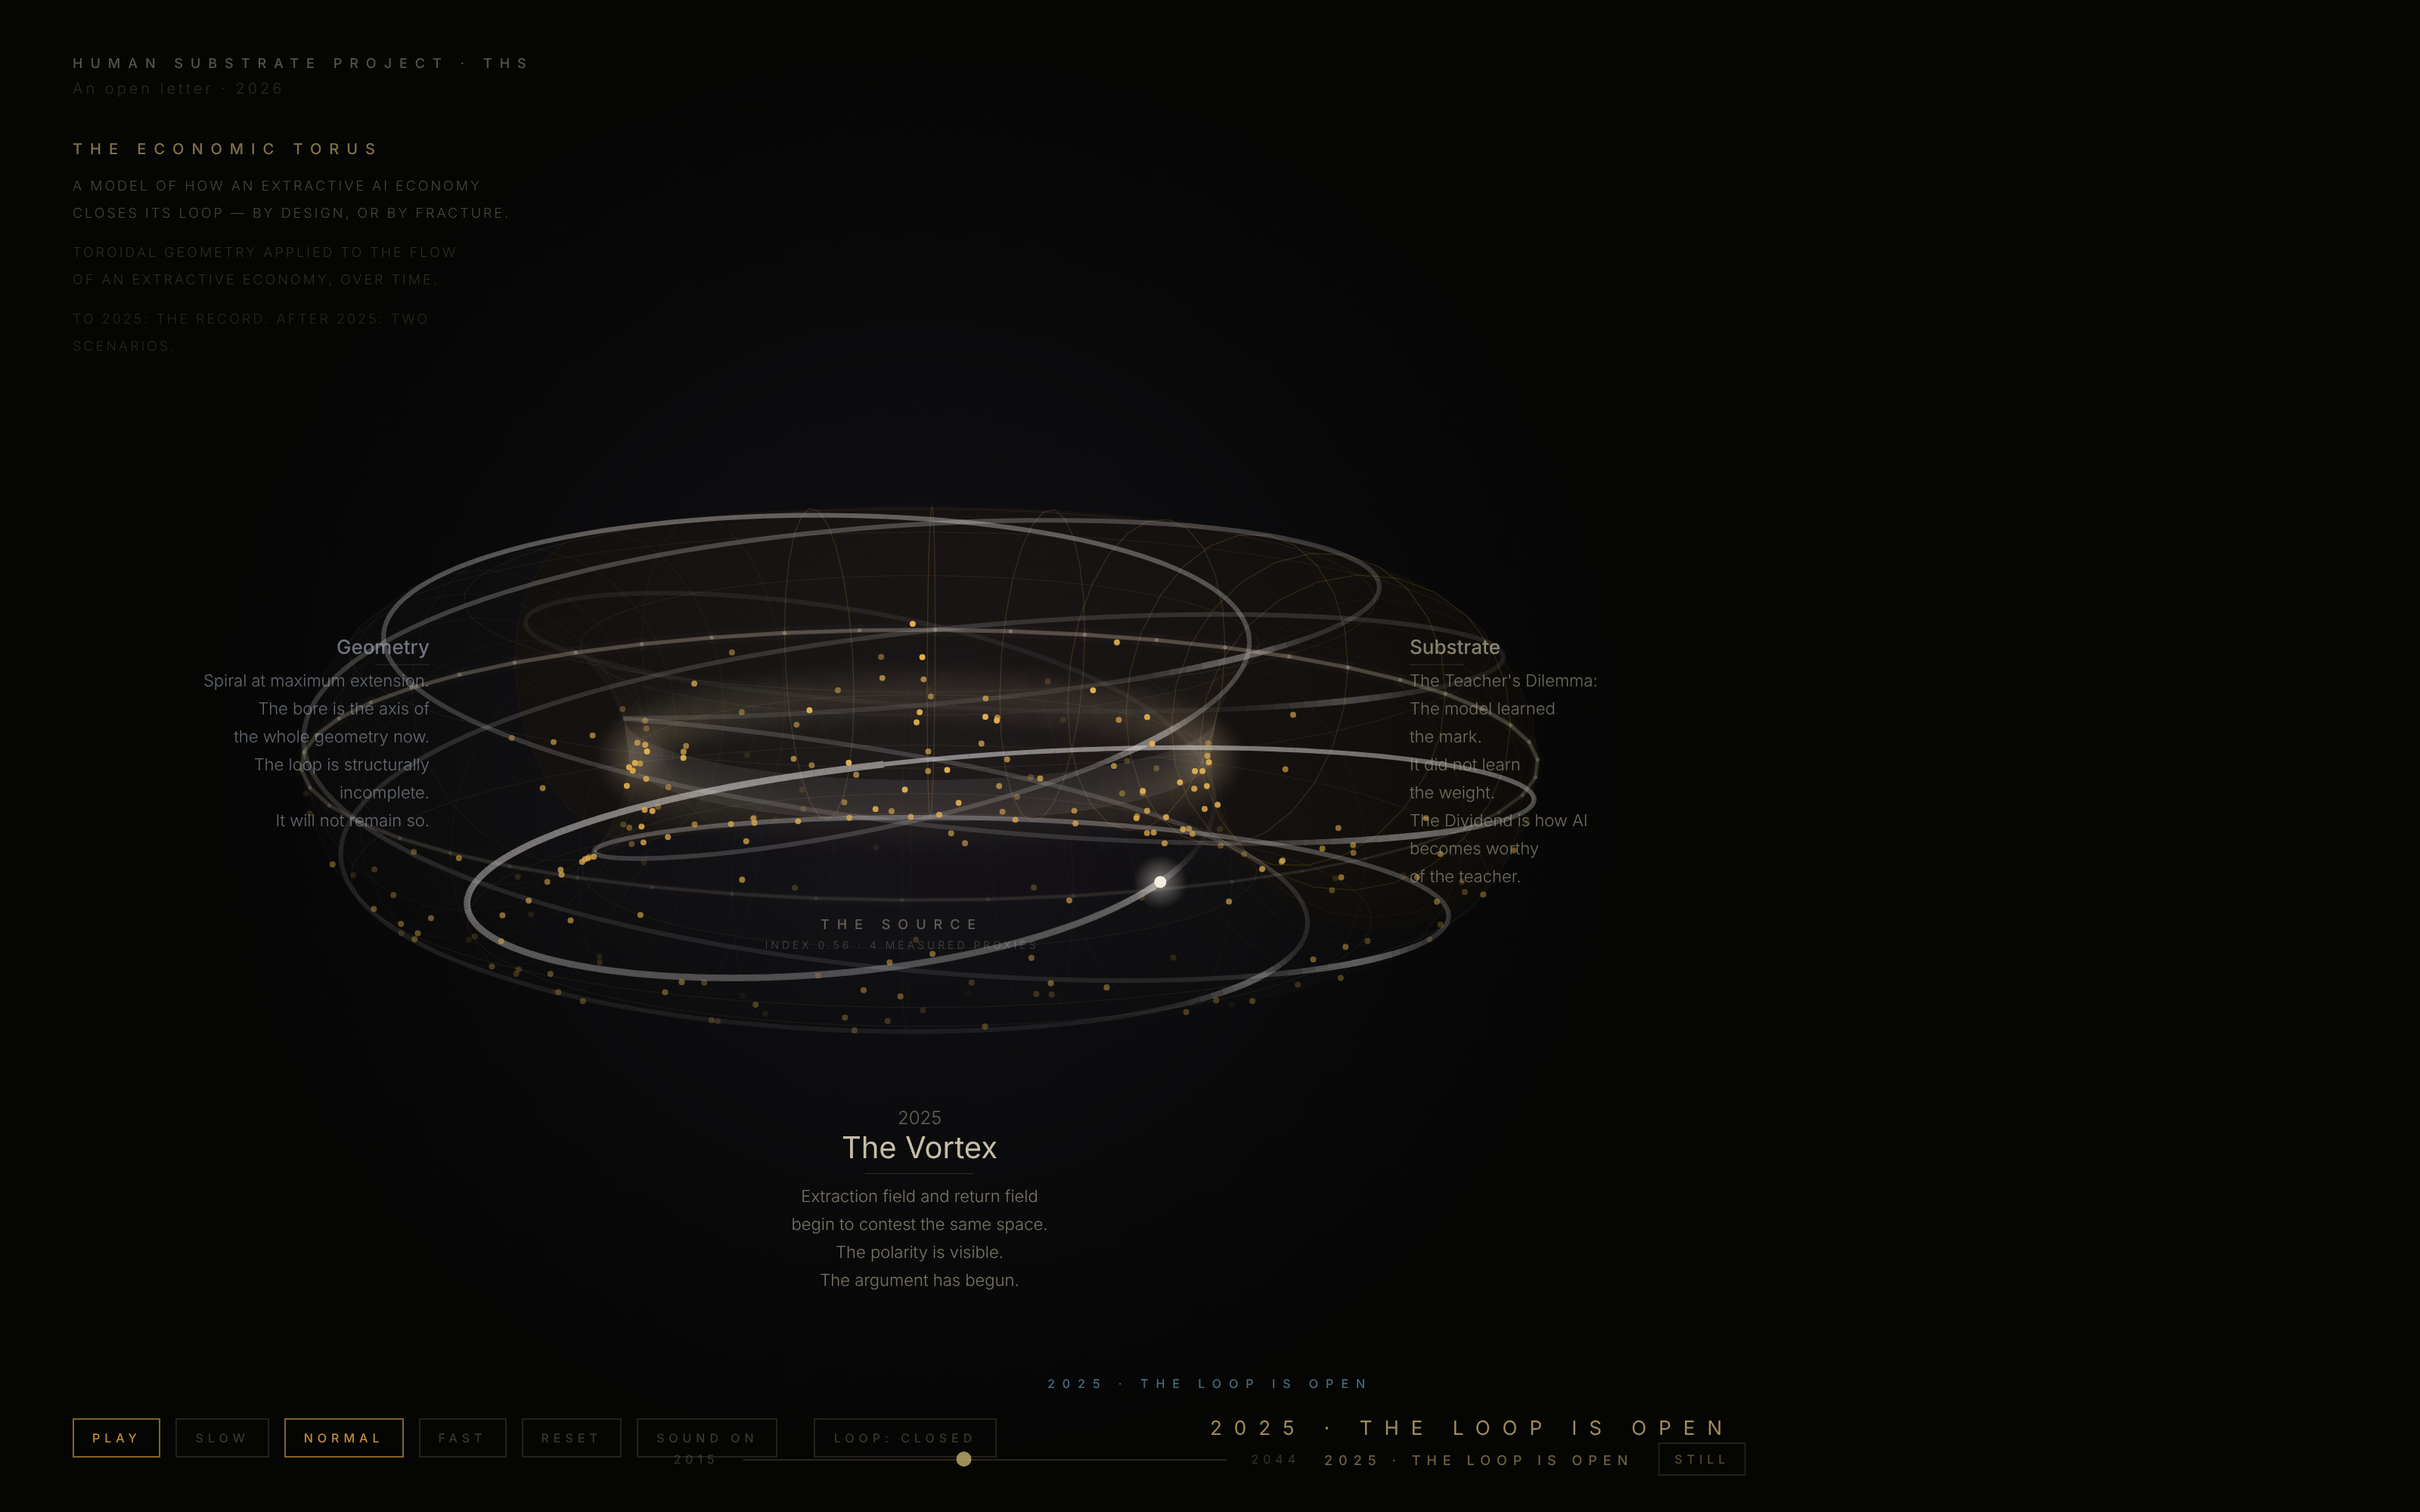 HUMAN SUBSTRATE PROJECT · THS
An open letter · 2026
THE ECONOMIC TORUS
A MODEL OF HOW AN EXTRACTIVE AI ECONOMY
CLOSES ITS LOOP — BY DESIGN, OR BY FRACTURE.
TOROIDAL GEOMETRY APPLIED TO THE FLOW
OF AN EXTRACTIVE ECONOMY, OVER TIME.
TO 2025: THE RECORD. AFTER 2025: TWO
SCENARIOS.
Geometry
Spiral at maximum extension.
The bore is the axis of
the whole geometry now.
The loop is structurally
incomplete.
It will not remain so.
Substrate
The Teacher's Dilemma:
The model learned
the mark.
It did not learn
the weight.
The Dividend is how AI
becomes worthy
of the teacher.
THE SOURCE
INDEX 0.56 · 4 MEASURED PROXIES
2025
The Vortex
Extraction field and return field
begin to contest the same space.
The polarity is visible.
The argument has begun.
2025 · THE LOOP IS OPEN
2025 · THE LOOP IS OPEN
PLAY
SLOW
NORMAL
FAST
RESET
SOUND ON
LOOP: CLOSED
2015
2044
2025 · THE LOOP IS OPEN
STILL